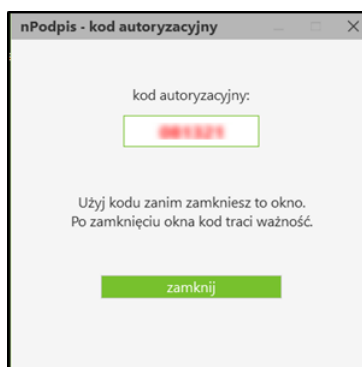 nPodpis - kod autoryzacyjny
kod autoryzacyjny:
Użyj kodu zanim zamkniesz to okno.
Po zamknięciu okna kod traci ważność.
zamknij